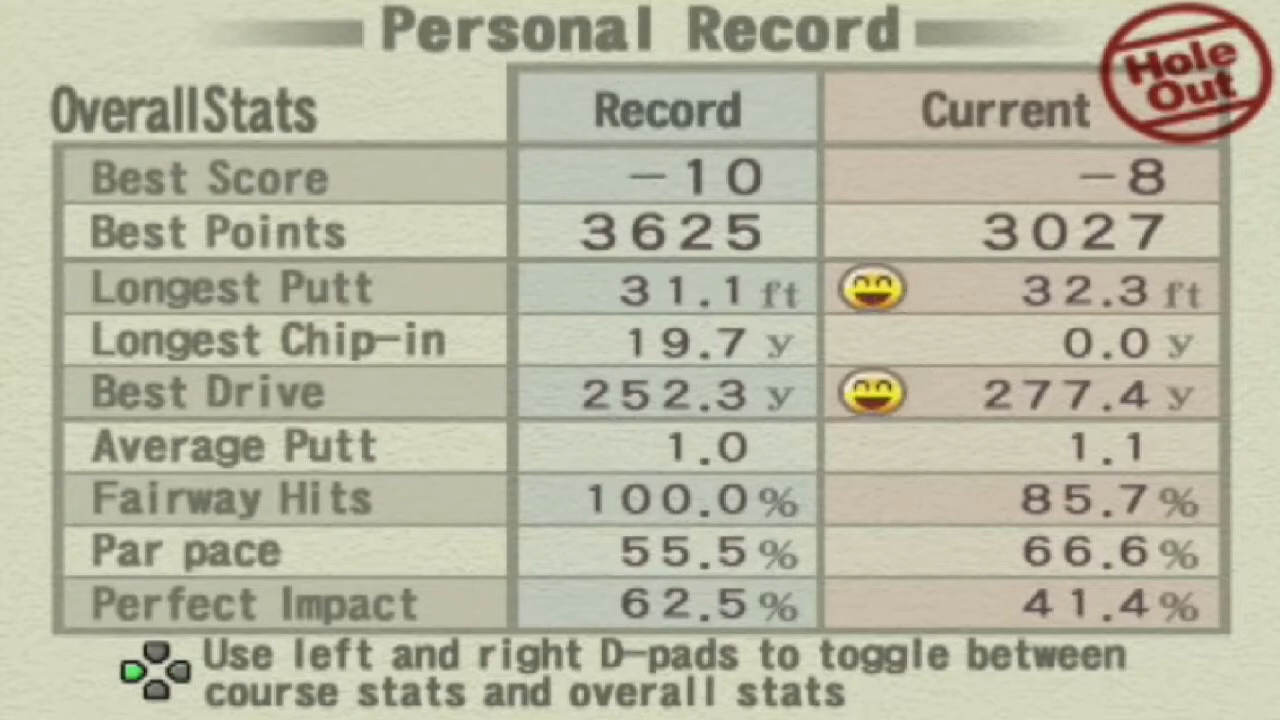 Personal Record
Hole
Out
Overall Stats Record Current
Best Score -10 -8
Best Points 3625 3027
Longest Putt 31.1 ft 32.3 ft
Longest Chip-in 19.7 y 0.0 y
Best Drive 252.3 y 277.4 y
Average Putt 1.0 1.1
Fairway Hits 100.0% 85.7%
Par pace 55.5% 66.6%
Perfect Impact 62.5% 41.4%
Use left and right D-pads to toggle between
course stats and overall stats